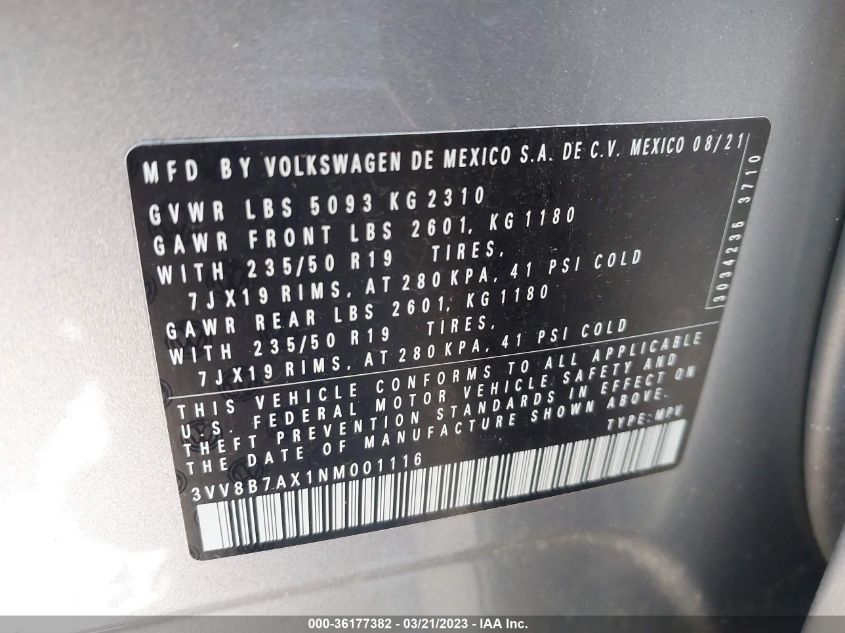 MFD BY VOLKSWAGEN DE MEXICO S.A. DE C.V. MEXICO 08/21
GVWR LBS 5093 KG 2310
GAWR FRONT LBS 2601, KG 1180
WITH 235/50 R19 TIRES,
7JX19 RIMS, AT 280 KPA, 41 PSI COLD
GAWR REAR LBS 2601, KG 1180
WITH 235/50 R19 TIRES,
7JX19 RIMS, AT 280 KPA, 41 PSI COLD
3034236 3710
THIS VEHICLE CONFORMS TO ALL APPLICABLE
U.S. FEDERAL MOTOR VEHICLE SAFETY AND
THEFT PREVENTION STANDARDS IN EFFECT ON
THE DATE OF MANUFACTURE SHOWN ABOVE.
TYPE: MPV
3VV8B7AX1NM001116
000-36177382 - 03/21/2023 - IAA Inc.